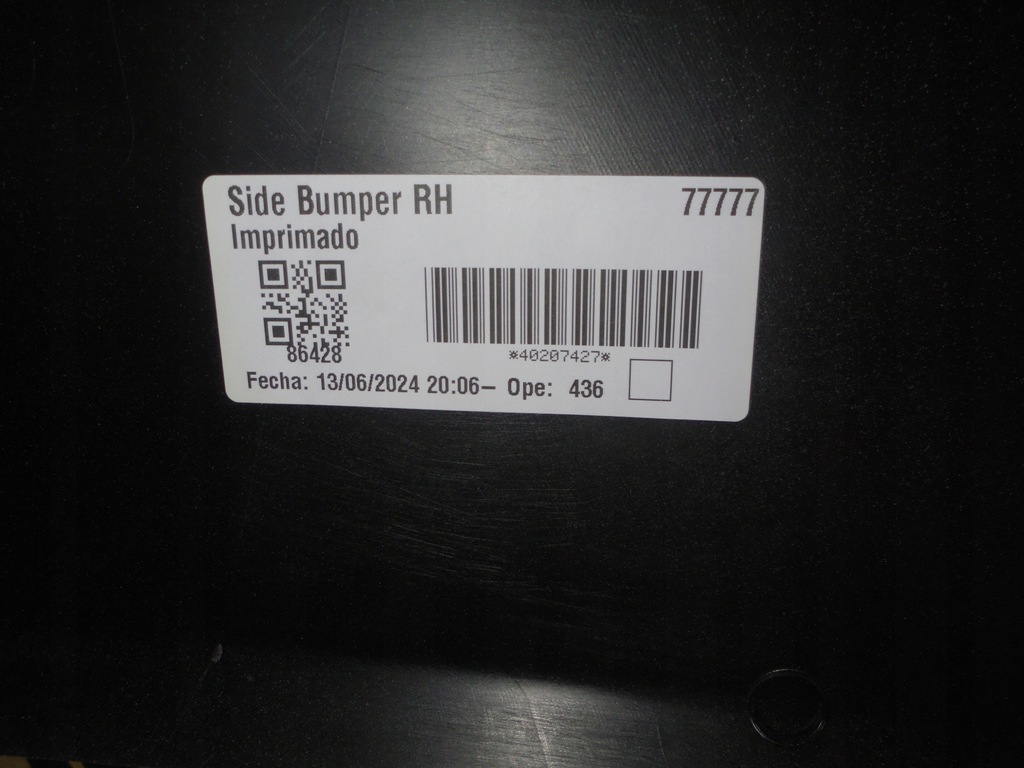 Side Bumper RH 77777
Imprimado
86428
*40207427*
Fecha: 13/06/2024 20:06– Ope: 436